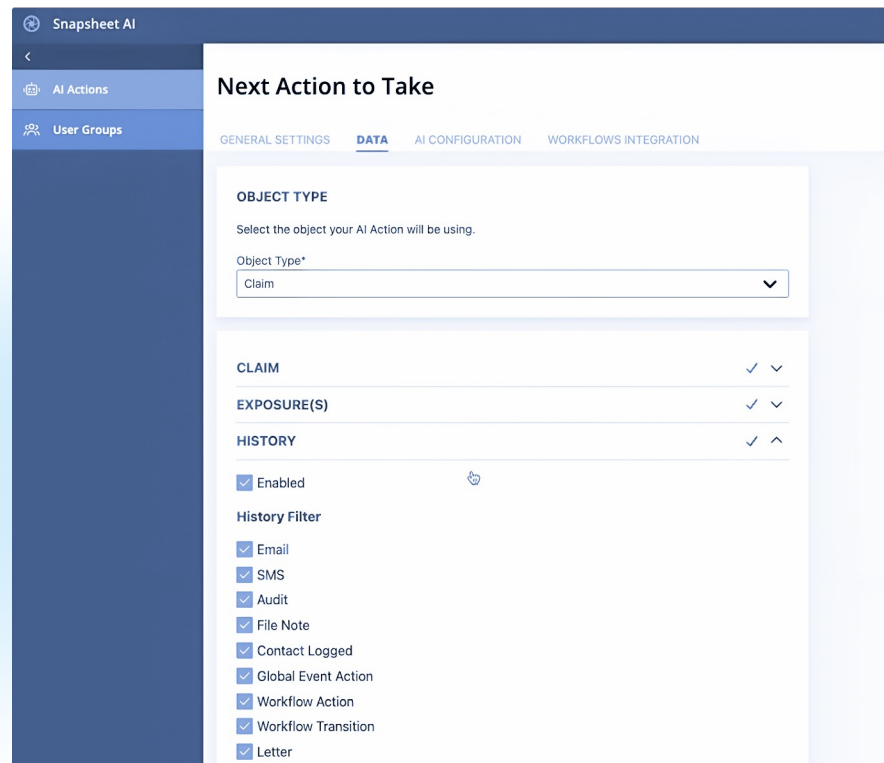 Snapsheet AI
AI Actions
User Groups
Next Action to Take
GENERAL SETTINGS DATA AI CONFIGURATION WORKFLOWS INTEGRATION
OBJECT TYPE
Select the object your AI Action will be using.
Object Type*
Claim
CLAIM
EXPOSURE(S)
HISTORY
Enabled
History Filter
Email
SMS
Audit
File Note
Contact Logged
Global Event Action
Workflow Action
Workflow Transition
Letter